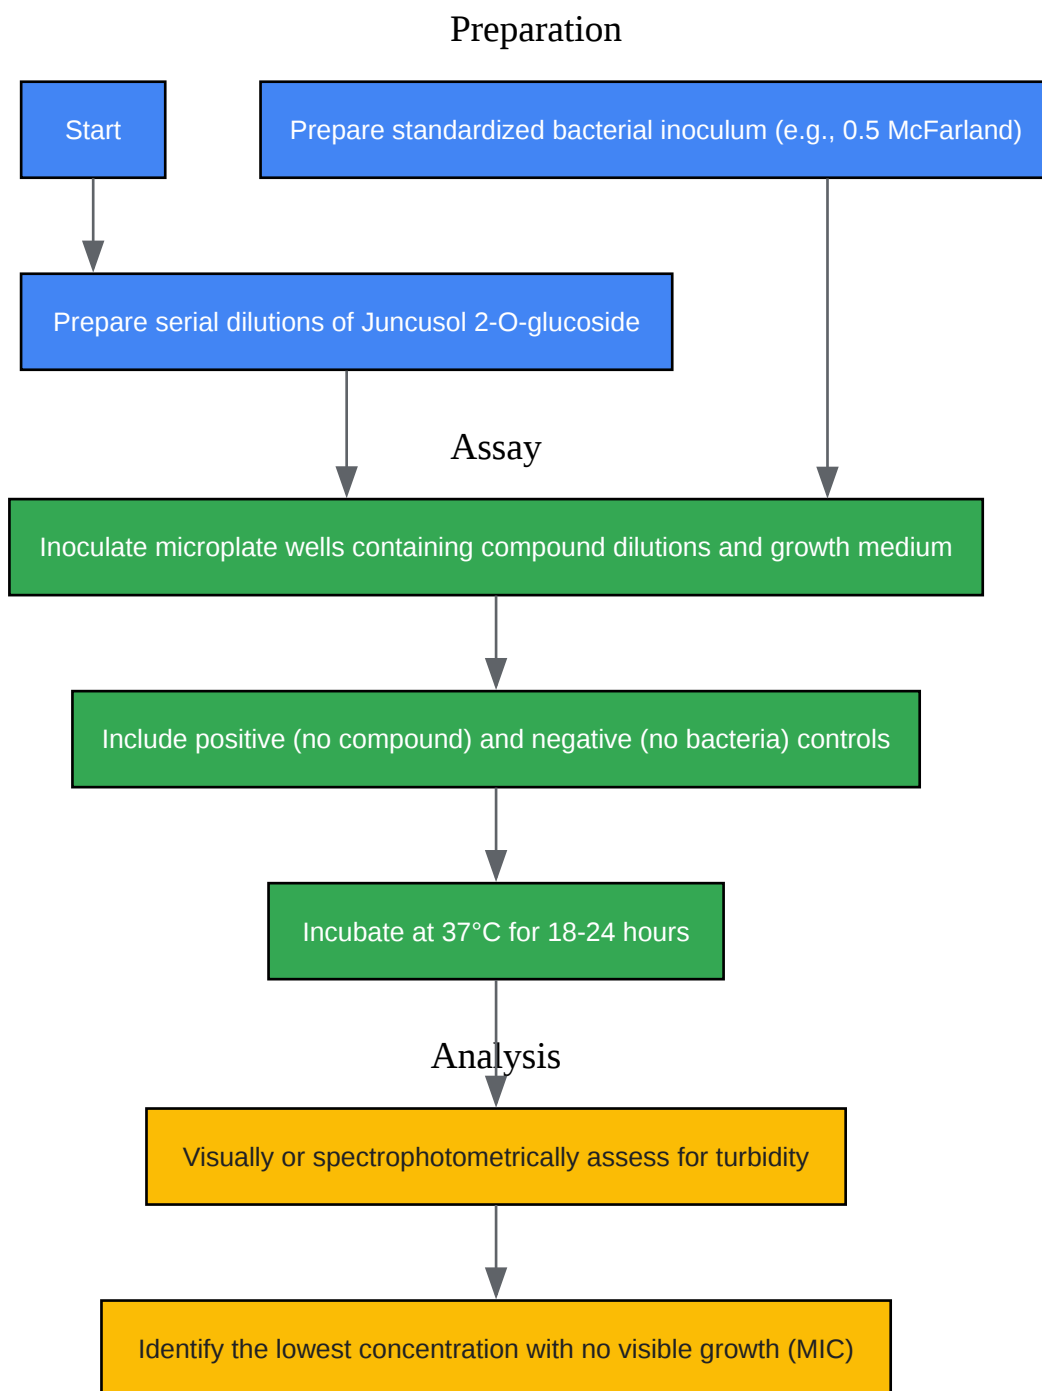 Preparation
Start
Prepare standardized bacterial inoculum (e.g., 0.5 McFarland)
Prepare serial dilutions of Juncusol 2-O-glucoside
Assay
Inoculate microplate wells containing compound dilutions and growth medium
Include positive (no compound) and negative (no bacteria) controls
Incubate at 37°C for 18-24 hours
Analysis
Visually or spectrophotometrically assess for turbidity
Identify the lowest concentration with no visible growth (MIC)